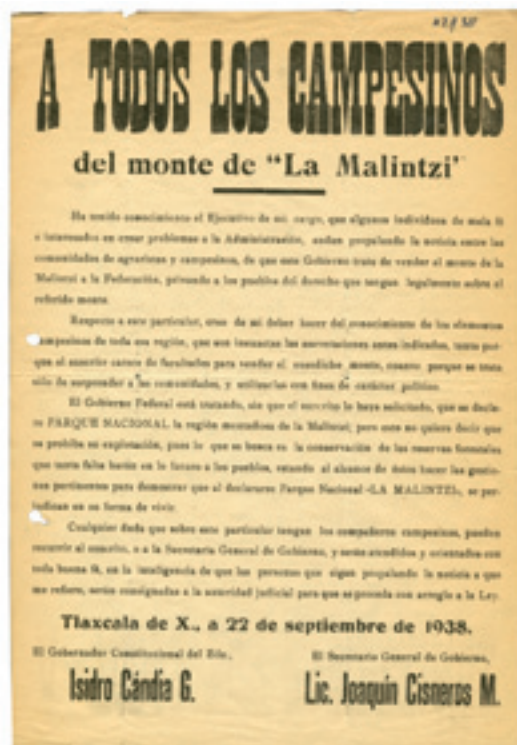 A TODOS LOS CAMPESINOS
del monte de "La Malintzi"
Ha tenido conocimiento el Ejecutivo de mi cargo, que algunos individuos de mala fé
o interesados en crear problemas a la Administración, andan propalando la noticia entre las
comunidades de agraristas y campesinos, de que este Gobierno trata de vender el monte de la
Malintzi a la Federación, privando a los pueblos del derecho que tengan legalmente sobre el
referido monte.
Respecto a este particular, creo de mi deber hacer del conocimiento de los elementos
campesinos de toda esa región, que son inexactas las aseveraciones antes indicadas, tanto por-
que el suscrito carece de facultades para vender el monte, cuanto porque se trata
sólo de sorprender a las comunidades, y utilizarlas con fines de carácter político.
El Gobierno Federal está tratando, sin que el suscrito lo haya solicitado, que se decla-
re PARQUE NACIONAL la región montañosa de la Malintzi; pero esto no quiere decir que
se prohiba su explotación, pues lo que se busca es la conservación de las reservas forestales
que tanta falta harán en lo futuro a los pueblos, estando al alcance de éstos hacer las gestio-
nes pertinentes para demostrar que al declararse Parque Nacional LA MALINTZI, se per-
judican en su forma de vivir.
Cualquier duda que sobre este particular tengan los compañeros campesinos, pueden
recurrir al suscrito, o a la Secretaría General de Gobierno, y serán atendidos y orientados con
toda buena fé, en la inteligencia de que las personas que sigan propalando la noticia a que
me refiero, serán consignadas a la autoridad judicial para que se proceda con arreglo a la Ley.
Tlaxcala de X., a 22 de septiembre de 1938.
El Gobernador Constitucional del Edo.,
Isidro Cándia G.
El Secretario General de Gobierno,
Lic. Joaquín Cisneros M.